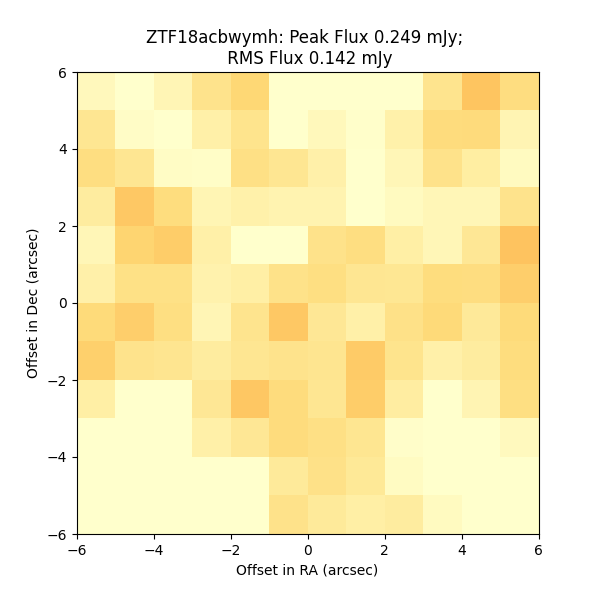 ZTF18acbwymh: Peak Flux 0.249 mJy;
RMS Flux 0.142 mJy
6
4
2
0
−2
−4
−6
Offset in Dec (arcsec)
−6 −4 −2 0 2 4 6
Offset in RA (arcsec)